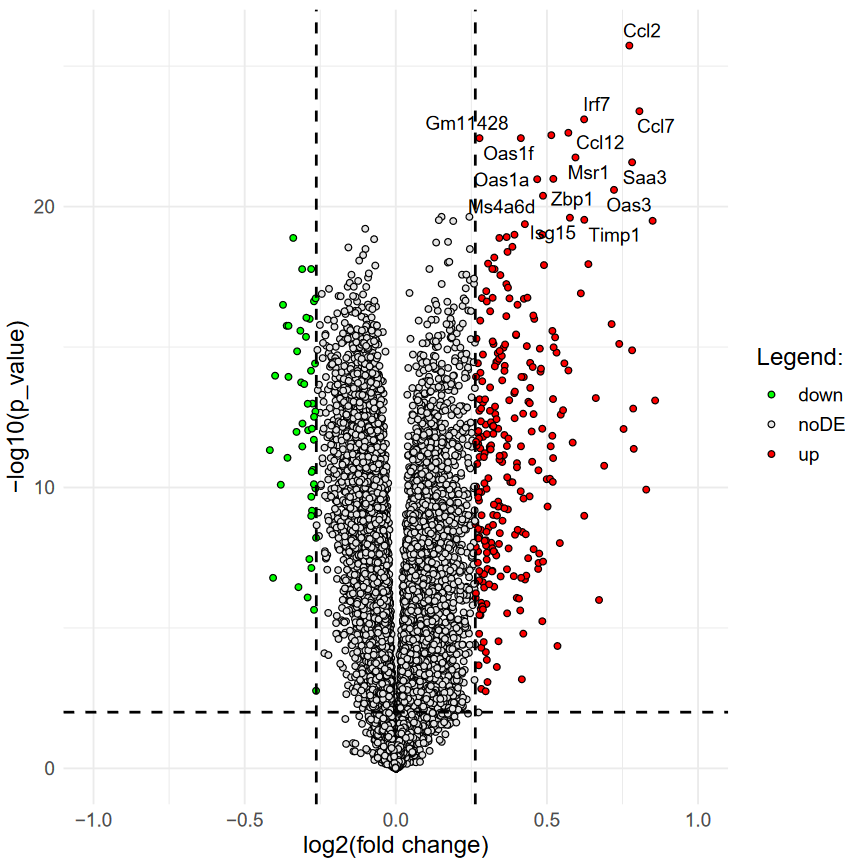 Ccl2
Irf7
Gm11428
Ccl7
Ccl12
Oas1f
Msr1
Saa3
Oas1a
Zbp1
Oas3
Ms4a6d
Isg15
Timp1
20
10
0
−log10(p_value)
−1.0
−0.5
0.0
0.5
1.0
log2(fold change)
Legend:
down
noDE
up